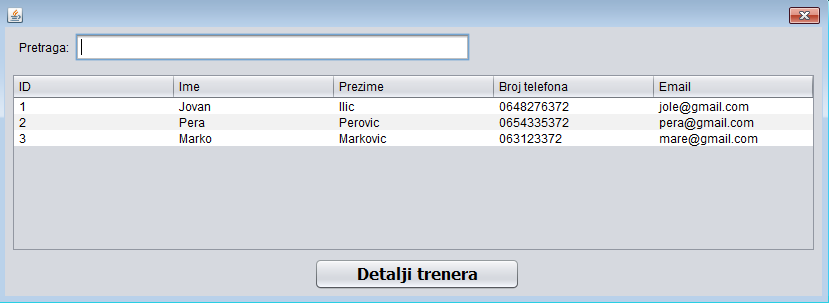 Pretraga:
ID Ime Prezime Broj telefona Email
1 Jovan Ilic 0648276372 jole@gmail.com
2 Pera Perovic 0654335372 pera@gmail.com
3 Marko Markovic 063123372 mare@gmail.com
Detalji trenera